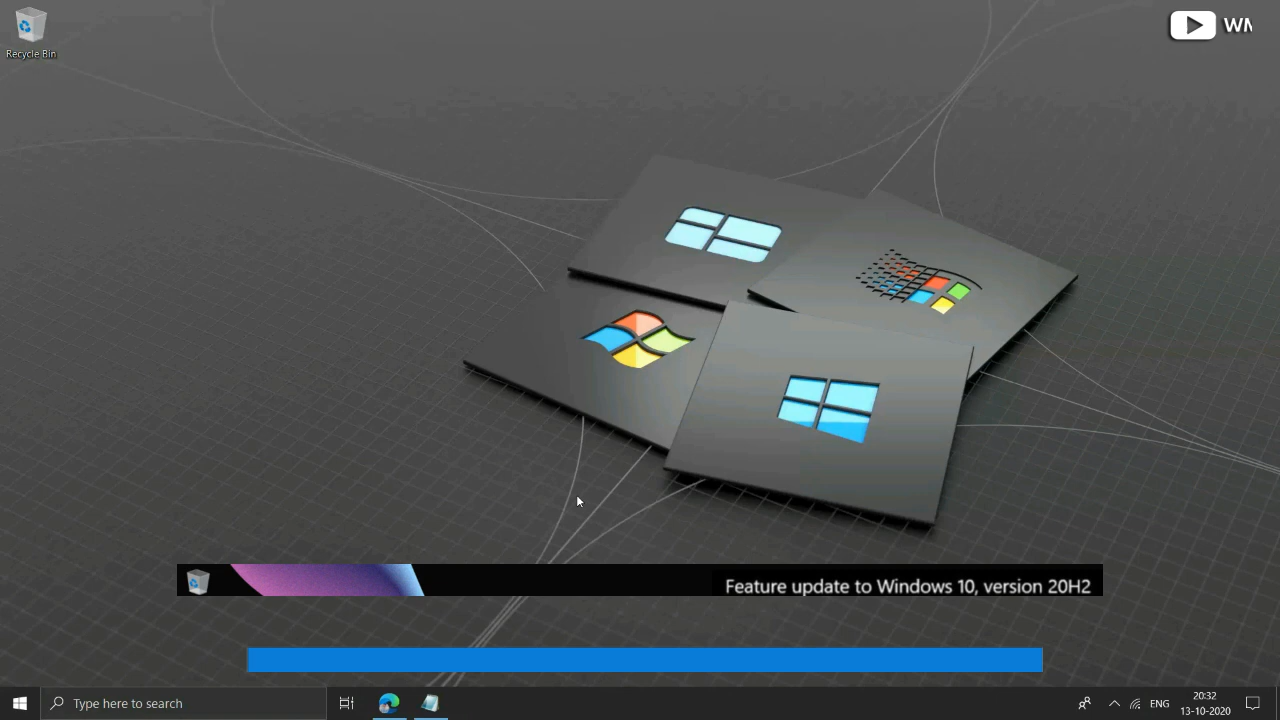 Recycle Bin
WM
Feature update to Windows 10, version 20H2
Type here to search
ENG
20:32
13-10-2020